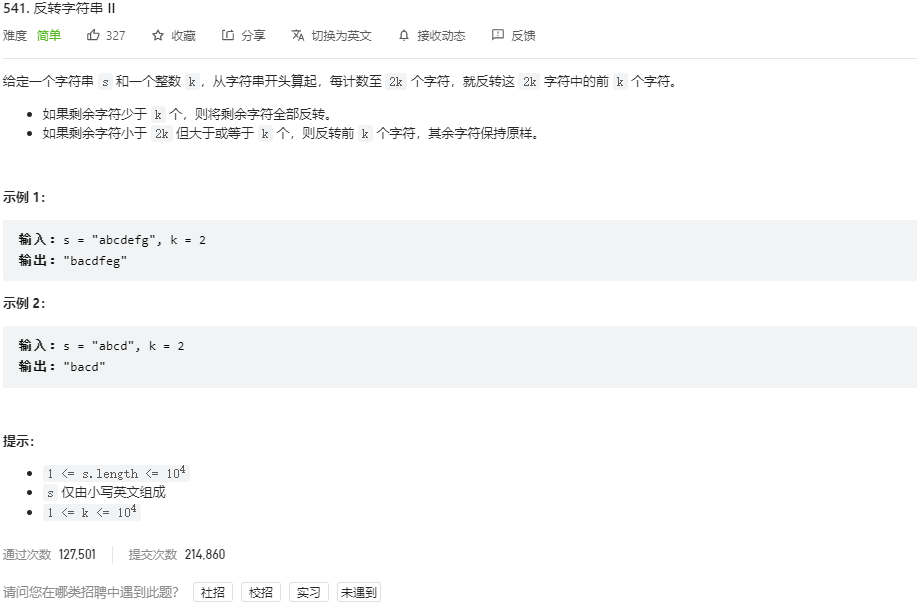 541. 反转字符串 II
难度 简单 327 收藏 分享 切换为英文 接收动态 反馈
给定一个字符串 s 和一个整数 k，从字符串开头算起，每计数至 2k 个字符，就反转这 2k 字符中的前 k 个字符。
如果剩余字符少于 k 个，则将剩余字符全部反转。
如果剩余字符小于 2k 但大于或等于 k 个，则反转前 k 个字符，其余字符保持原样。
示例 1：
输入：s = "abcdefg", k = 2
输出："bacdfeg"
示例 2：
输入：s = "abcd", k = 2
输出："bacd"
提示：
1 <= s.length <= 10⁴
s 仅由小写英文组成
1 <= k <= 10⁴
通过次数 127,501 提交次数 214,860
请问您在哪类招聘中遇到此题？ 社招 校招 实习 未遇到